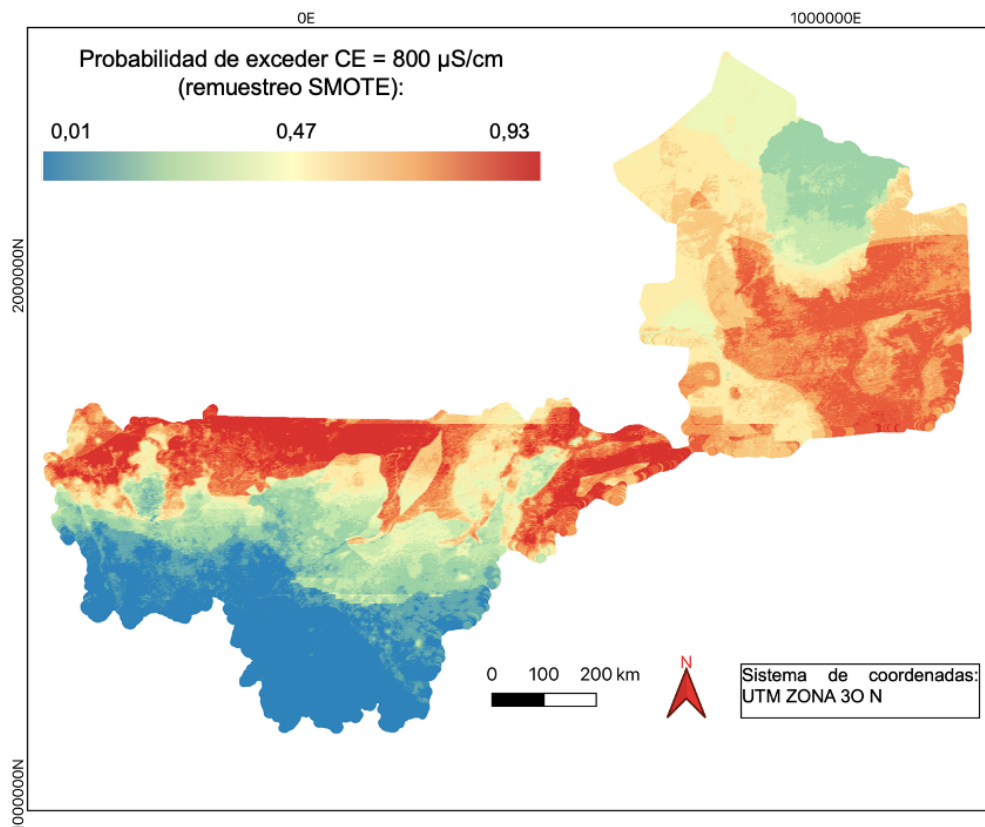 0E 1000000E
Probabilidad de exceder CE = 800 µS/cm
(remuestreo SMOTE):
0,01 0,47 0,93
2000000N
0 100 200 km
N
Sistema de coordenadas:
UTM ZONA 3O N
1000000N